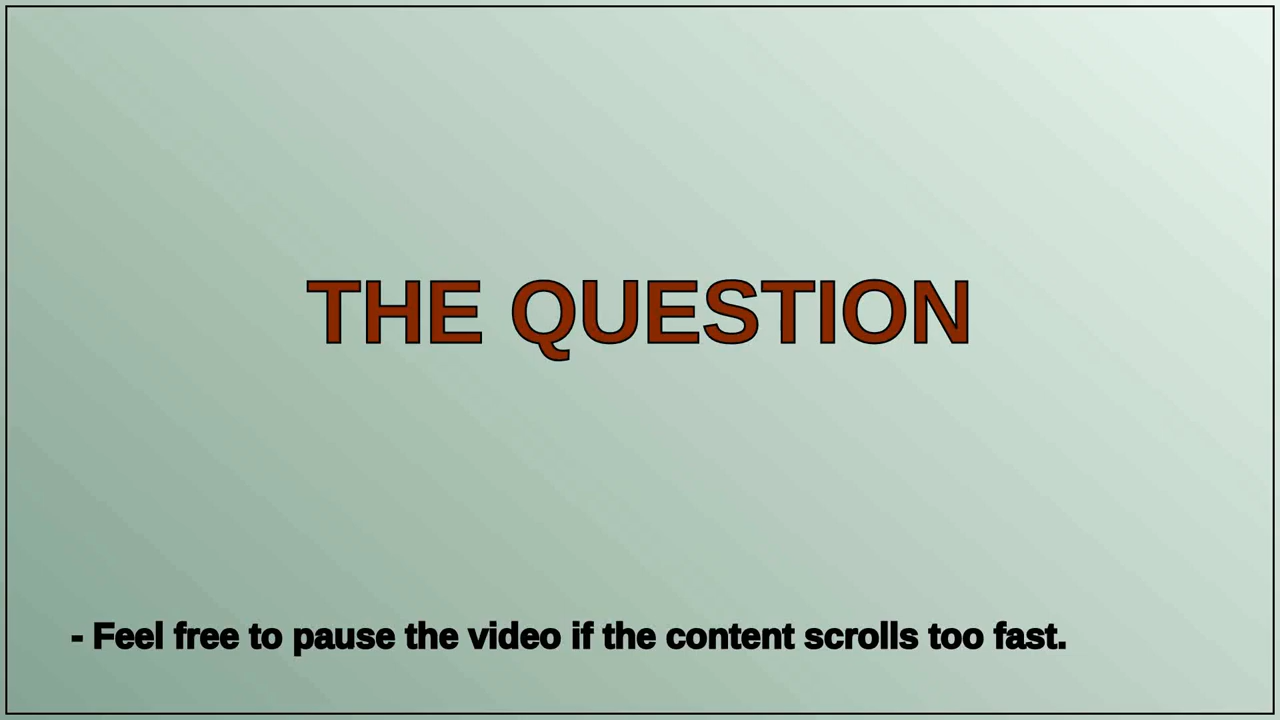 THE QUESTION
- Feel free to pause the video if the content scrolls too fast.